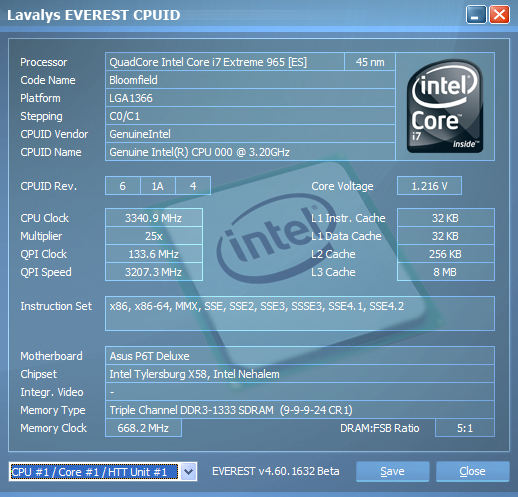 Lavalys EVEREST CPUID
Processor QuadCore Intel Core i7 Extreme 965 [ES] 45 nm
Code Name Bloomfield
Platform LGA1366
Stepping C0/C1
CPUID Vendor GenuineIntel
CPUID Name Genuine Intel(R) CPU 000 @ 3.20GHz
intel
Core™
i7
inside™
CPUID Rev. 6 1A 4 Core Voltage 1.216 V
CPU Clock 3340.9 MHz L1 Instr. Cache 32 KB
Multiplier 25x L1 Data Cache 32 KB
QPI Clock 133.6 MHz L2 Cache 256 KB
QPI Speed 3207.3 MHz L3 Cache 8 MB
intel
Instruction Set x86, x86-64, MMX, SSE, SSE2, SSE3, SSSE3, SSE4.1, SSE4.2
Motherboard Asus P6T Deluxe
Chipset Intel Tylersburg X58, Intel Nehalem
Integr. Video -
Memory Type Triple Channel DDR3-1333 SDRAM (9-9-9-24 CR1)
Memory Clock 668.2 MHz DRAM:FSB Ratio 5:1
CPU #1 / Core #1 / HTT Unit #1 EVEREST v4.60.1632 Beta Save Close